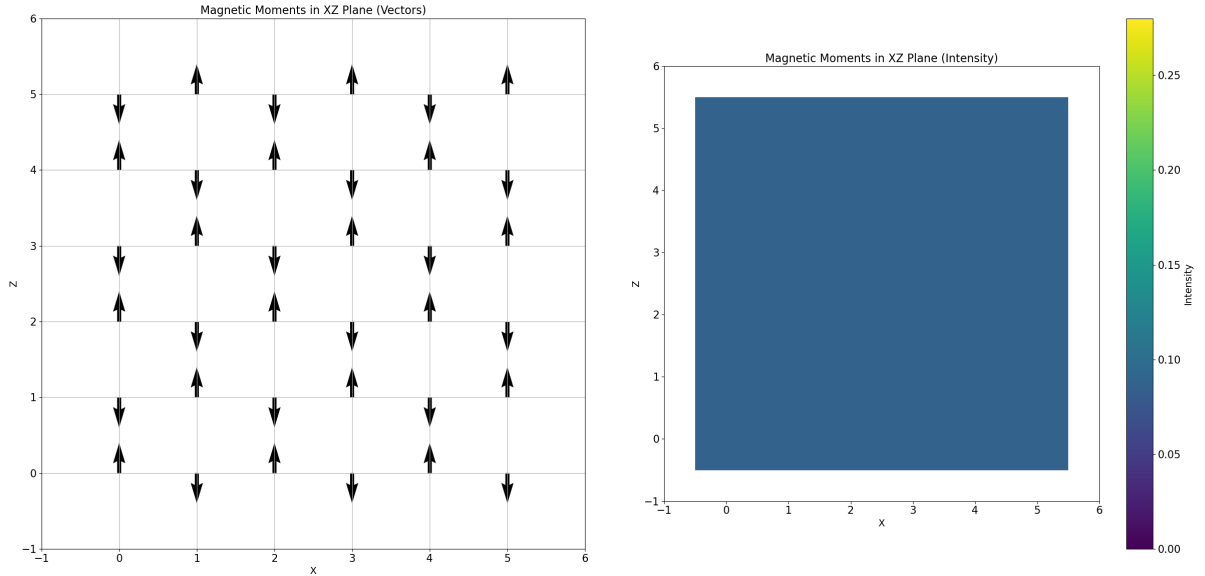 Magnetic Moments in XZ Plane (Vectors)
6
5
4
3
2
1
0
−1
Z
−1 0 1 2 3 4 5 6
X
Magnetic Moments in XZ Plane (Intensity)
6
5
4
3
2
1
0
−1
Z
−1 0 1 2 3 4 5 6
X
0.25
0.20
0.15
0.10
0.05
0.00
Intensity